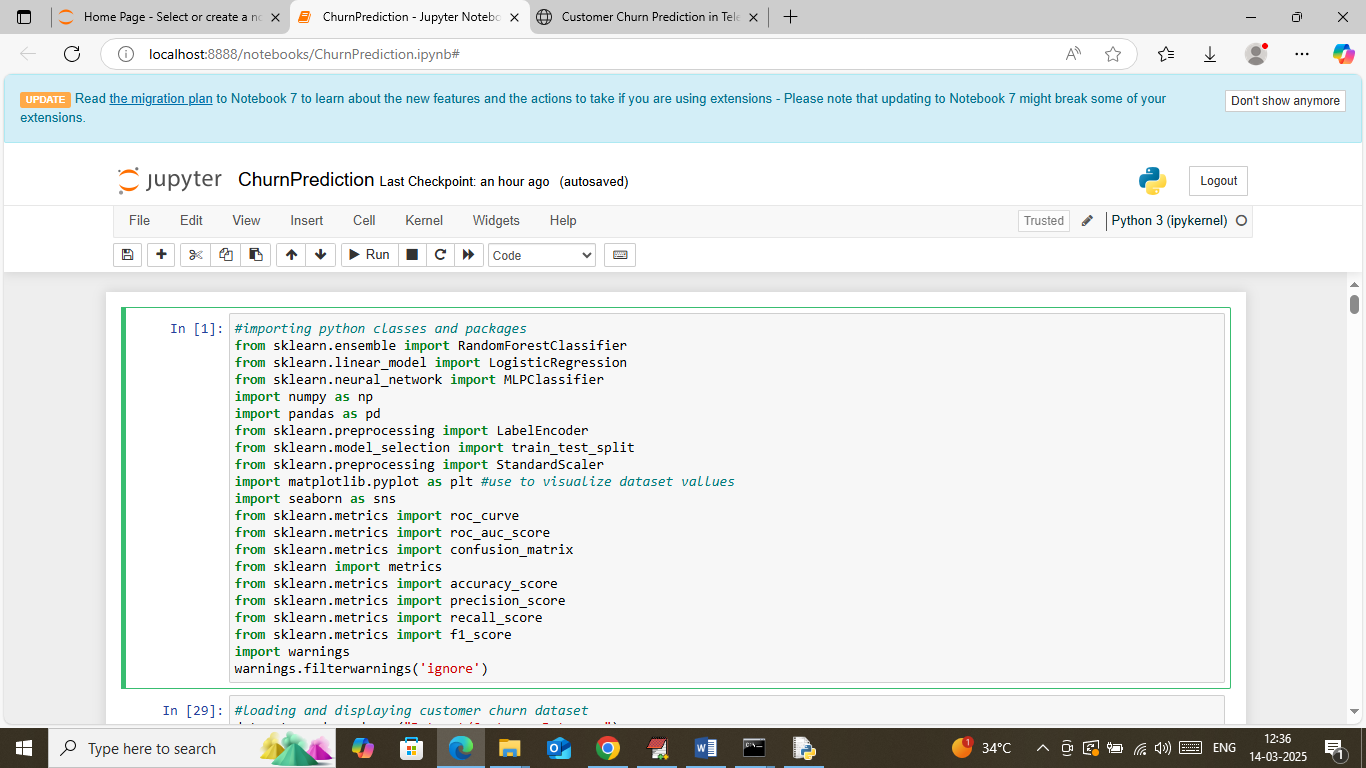 Home Page - Select or create a no
ChurnPrediction - Jupyter Notebo
Customer Churn Prediction in Tele
localhost:8888/notebooks/ChurnPrediction.ipynb#
UPDATE Read the migration plan to Notebook 7 to learn about the new features and the actions to take if you are using extensions - Please note that updating to Notebook 7 might break some of your
extensions.
Don't show anymore
jupyter ChurnPrediction Last Checkpoint: an hour ago (autosaved)
Logout
File Edit View Insert Cell Kernel Widgets Help
Trusted Python 3 (ipykernel)
Run Code
In [1]: #importing python classes and packages
from sklearn.ensemble import RandomForestClassifier
from sklearn.linear_model import LogisticRegression
from sklearn.neural_network import MLPClassifier
import numpy as np
import pandas as pd
from sklearn.preprocessing import LabelEncoder
from sklearn.model_selection import train_test_split
from sklearn.preprocessing import StandardScaler
import matplotlib.pyplot as plt #use to visualize dataset vallues
import seaborn as sns
from sklearn.metrics import roc_curve
from sklearn.metrics import roc_auc_score
from sklearn.metrics import confusion_matrix
from sklearn import metrics
from sklearn.metrics import accuracy_score
from sklearn.metrics import precision_score
from sklearn.metrics import recall_score
from sklearn.metrics import f1_score
import warnings
warnings.filterwarnings('ignore')
In [29]: #loading and displaying customer churn dataset
Type here to search
1
34°C
ENG
12:36
14-03-2025
1